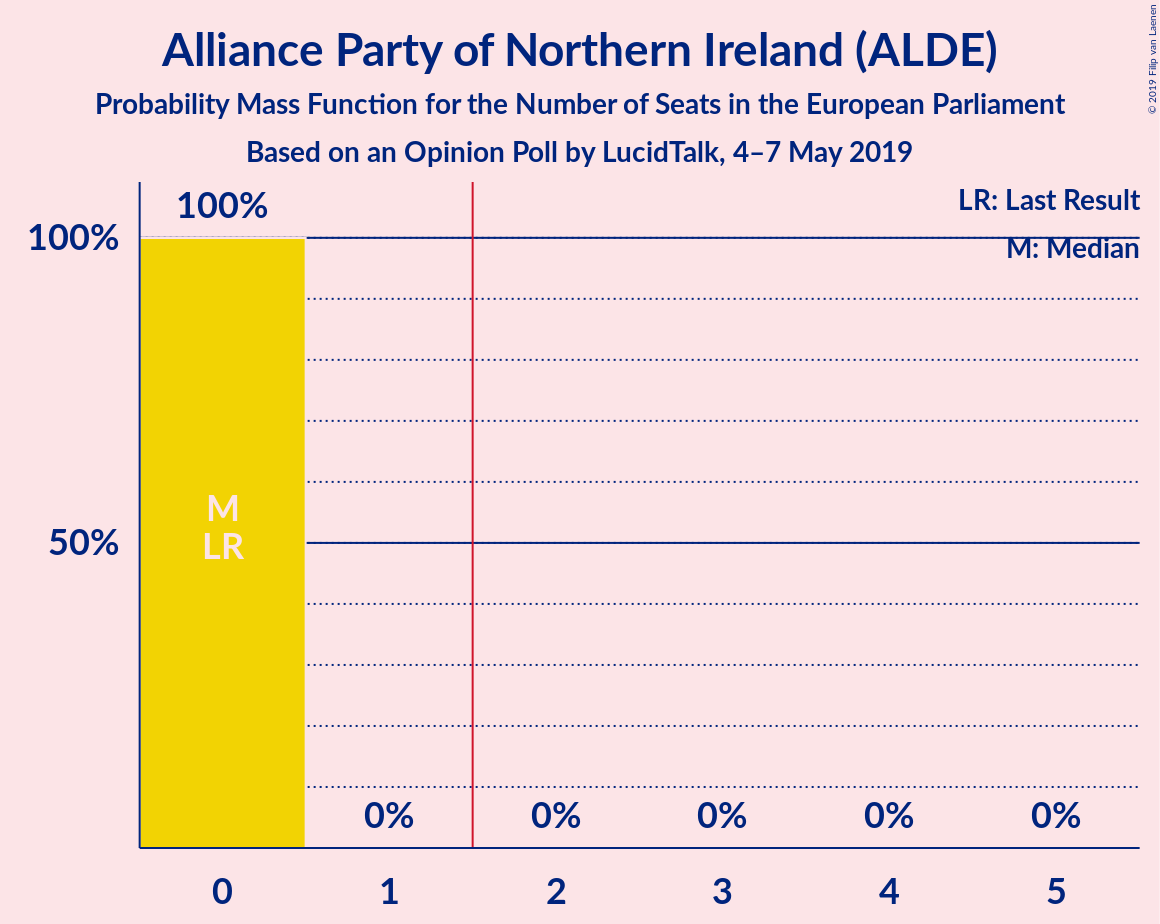 Alliance Party of Northern Ireland (ALDE)
Probability Mass Function for the Number of Seats in the European Parliament
Based on an Opinion Poll by LucidTalk, 4–7 May 2019
© 2019 Filip van Laenen
LR: Last Result
M: Median
100%
100%
50%
M
LR
0% 0% 0% 0% 0%
0 1 2 3 4 5